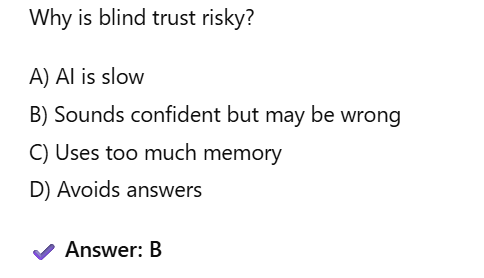 Why is blind trust risky?
A) AI is slow
B) Sounds confident but may be wrong
C) Uses too much memory
D) Avoids answers
✔ Answer: B